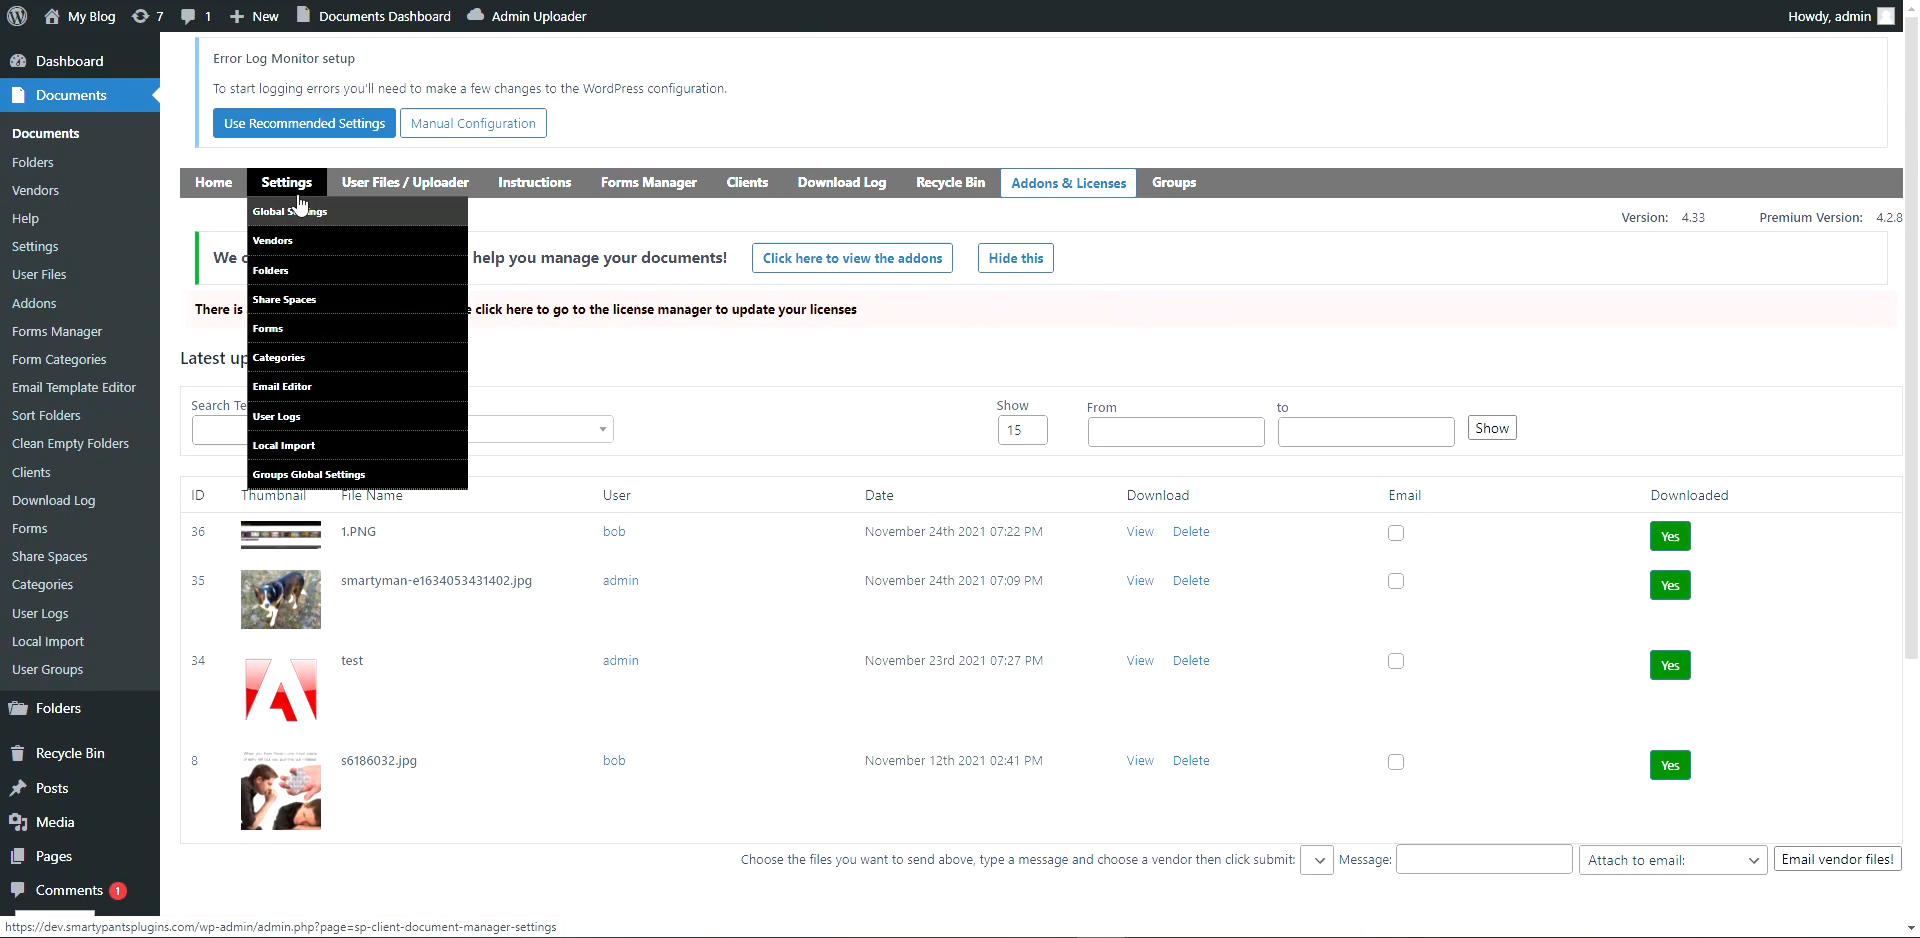 My Blog 7 1 New Documents Dashboard Admin Uploader Howdy, admin
Dashboard
Documents
Documents
Folders
Vendors
Help
Settings
User Files
Addons
Forms Manager
Form Categories
Email Template Editor
Sort Folders
Clean Empty Folders
Clients
Download Log
Forms
Share Spaces
Categories
User Logs
Local Import
User Groups
Folders
Recycle Bin
Posts
Media
Pages
Comments 1
Error Log Monitor setup
To start logging errors you'll need to make a few changes to the WordPress configuration.
Use Recommended Settings Manual Configuration
Home Settings User Files / Uploader Instructions Forms Manager Clients Download Log Recycle Bin Addons & Licenses Groups
Global
Vendors
Folders
Share Spaces
Forms
Categories
Email Editor
User Logs
Local Import
Groups Global Settings
Version: 4.33 Premium Version: 4.2.8
We help you manage your documents! Click here to view the addons Hide this
There is click here to go to the license manager to update your licenses
Latest
Search Show From to
15 Show
ID Thumbnail File Name User Date Download Email Downloaded
36 1.PNG bob November 24th 2021 07:22 PM View Delete Yes
35 smartyman-e1634053431402.jpg admin November 24th 2021 07:09 PM View Delete Yes
34 test admin November 23rd 2021 07:27 PM View Delete Yes
8 s6186032.jpg bob November 12th 2021 02:41 PM View Delete Yes
Choose the files you want to send above, type a message and choose a vendor then click submit: Message: Attach to email: Email vendor files!
https://dev.smartypantsplugins.com/wp-admin/admin.php?page=sp-client-document-manager-settings